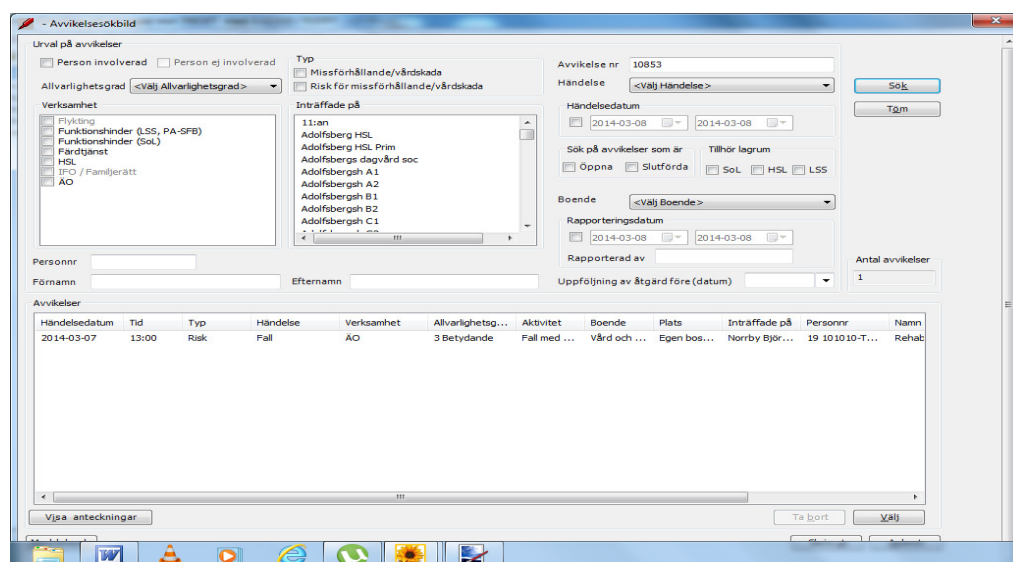 - Avvikelsesökbild
Urval på avvikelser
Person involverad Person ej involverad
Allvarlighetsgrad <Välj Allvarlighetsgrad>
Typ
Missförhållande/vårdskada
Risk för missförhållande/vårdskada
Avvikelse nr 10853
Händelse <Välj Händelse>
Sök
Töm
Verksamhet
Flykting
Funktionshinder (LSS, PA-SFB)
Funktionshinder (SoL)
Färdtjänst
HSL
IFO / Familjerätt
ÄO
Inträffade på
11:an
Adolfsberg HSL
Adolfsberg HSL Prim
Adolfsbergs dagvård soc
Adolfsbergsh A1
Adolfsbergsh A2
Adolfsbergsh B1
Adolfsbergsh B2
Adolfsbergsh C1
Händelsedatum
2014-03-08 2014-03-08
Sök på avvikelser som är
Öppna Slutförda
Tillhör lagrum
SoL HSL LSS
Boende <Välj Boende>
Rapporteringsdatum
2014-03-08 2014-03-08
Rapporterad av
Personnr
Förnamn Efternamn
Uppföljning av åtgärd före (datum)
Antal avvikelser
1
Avvikelser
Händelsedatum Tid Typ Händelse Verksamhet Allvarlighetsg... Aktivitet Boende Plats Inträffade på Personnr Namn
2014-03-07 13:00 Risk Fall ÄO 3 Betydande Fall med ... Vård och ... Egen bos... Norrby Björ... 19 101010-T... Rehab
Visa anteckningar Ta bort Välj